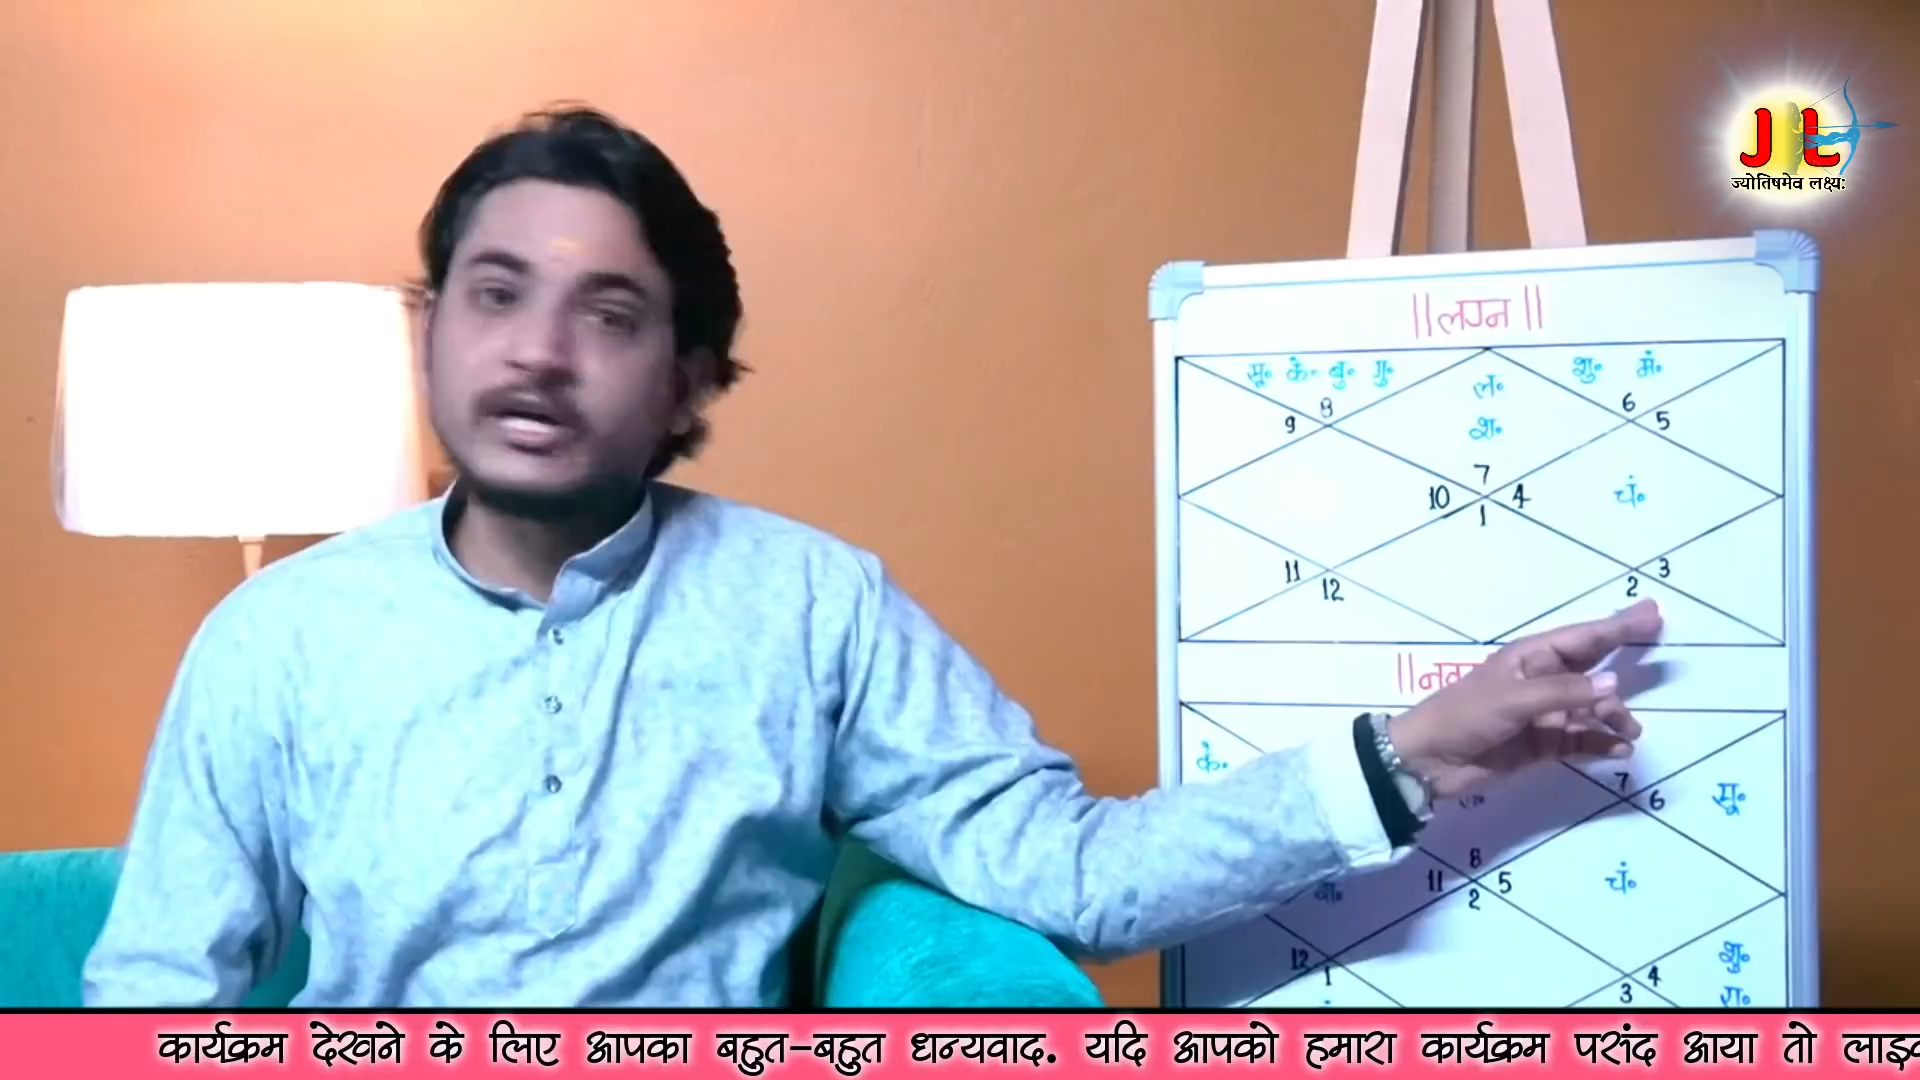 JL
ज्योतिषमेव लक्ष्य:
||लग्न||
सू॰ के॰ बु॰ गु॰
ल॰
शु॰ मं॰
8
6
9
5
श॰
7
10
4
चं॰
1
11
3
12
2
के॰
7
6
सू॰
8
11
5
चं॰
2
12
4
शु॰
1
3
रा॰
कार्यक्रम देखने के लिए आपका बहुत-बहुत धन्यवाद. यदि आपको हमारा कार्यक्रम पसंद आया तो